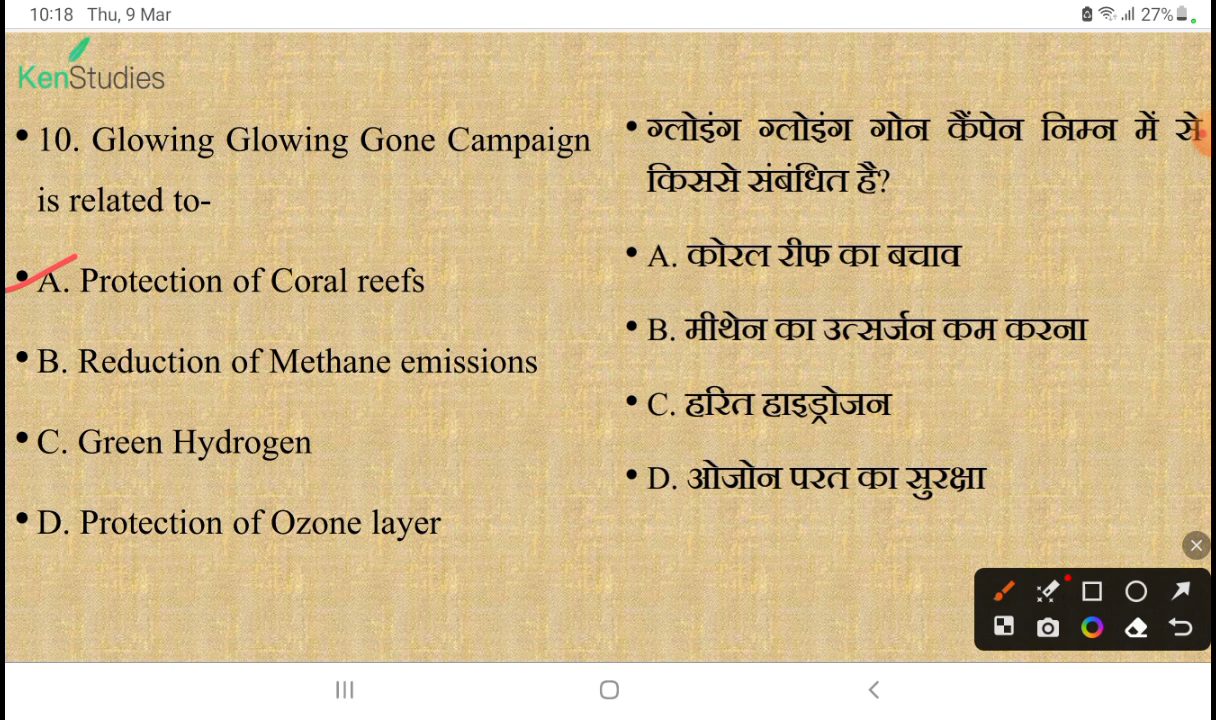 10:18 Thu, 9 Mar
27%
KenStudies
• 10. Glowing Glowing Gone Campaign
is related to-
• A. Protection of Coral reefs
• B. Reduction of Methane emissions
• C. Green Hydrogen
• D. Protection of Ozone layer
• ग्लोइंग ग्लोइंग गोन कैंपेन निम्न में से
किससे संबंधित है?
• A. कोरल रीफ का बचाव
• B. मीथेन का उत्सर्जन कम करना
• C. हरित हाइड्रोजन
• D. ओजोन परत का सुरक्षा